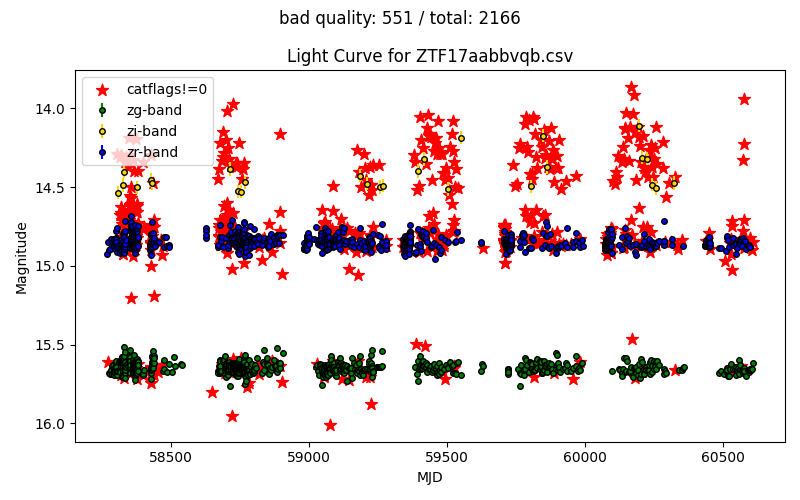 bad quality: 551 / total: 2166
Light Curve for ZTF17aabbvqb.csv
catflags!=0
zg-band
zi-band
zr-band
14.0
14.5
15.0
15.5
16.0
Magnitude
58500
59000
59500
60000
60500
MJD